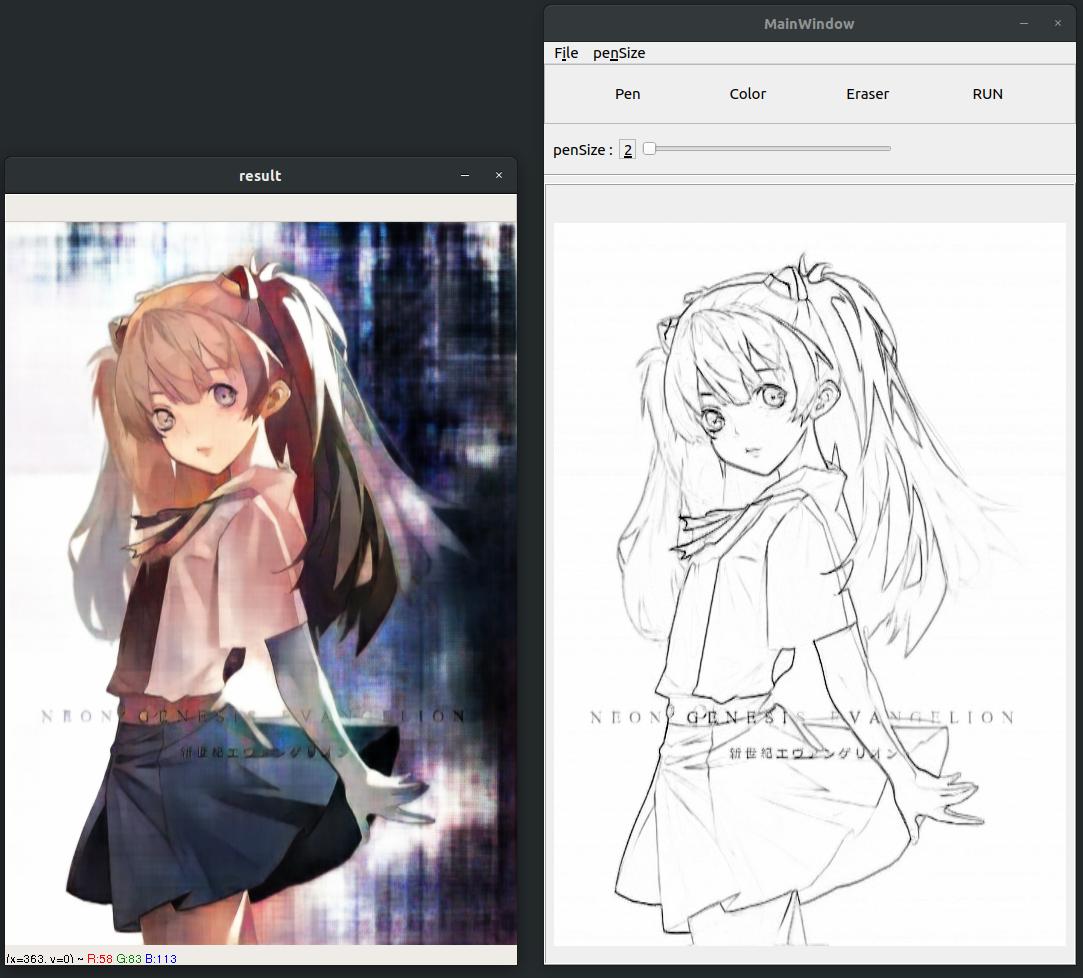 MainWindow
File penSize
Pen Color Eraser RUN
penSize : 2
result
NEON GENESIS EVANGELION
新世紀エヴァンゲリオン
NEON GENESIS EVANGELION
新世紀エヴァンゲリオン
(x=363, y=0) ~ R:58 G:83 B:113